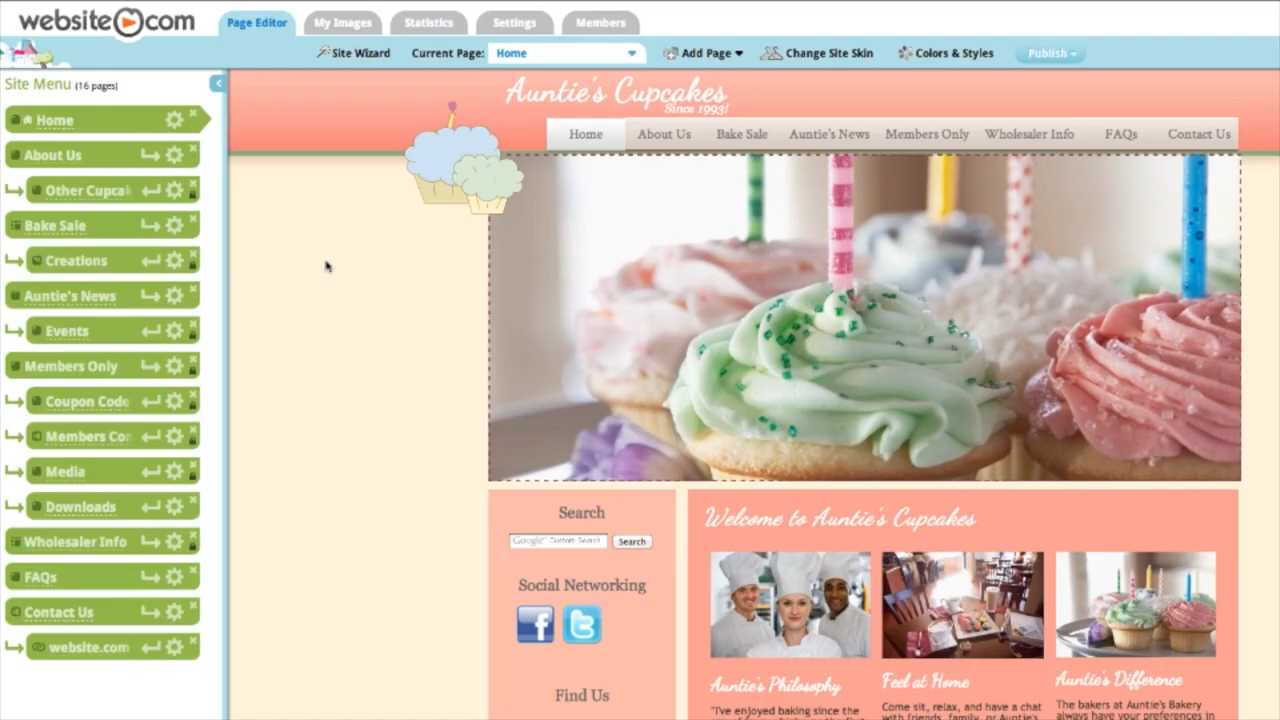 website.com
Page Editor
My Images
Statistics
Settings
Members
Site Wizard
Current Page:
Home
Add Page
Change Site Skin
Colors & Styles
Publish
Site Menu (16 pages)
Home
About Us
Other Cupca
Bake Sale
Creations
Auntie's News
Events
Members Only
Coupon Code
Members Co
Media
Downloads
Wholesaler Info
FAQs
Contact Us
website.com
Auntie's Cupcakes
Since 1993!
Home
About Us
Bake Sale
Auntie's News
Members Only
Wholesaler Info
FAQs
Contact Us
Search
Google™ Custom Search
Search
Social Networking
Find Us
Welcome to Auntie's Cupcakes
Auntie's Philosophy
"I've enjoyed baking since the
Feel at Home
Come sit, relax, and have a chat
with friends, family, or Auntie's
Auntie's Difference
The bakers at Auntie's Bakery
always have your preferences in